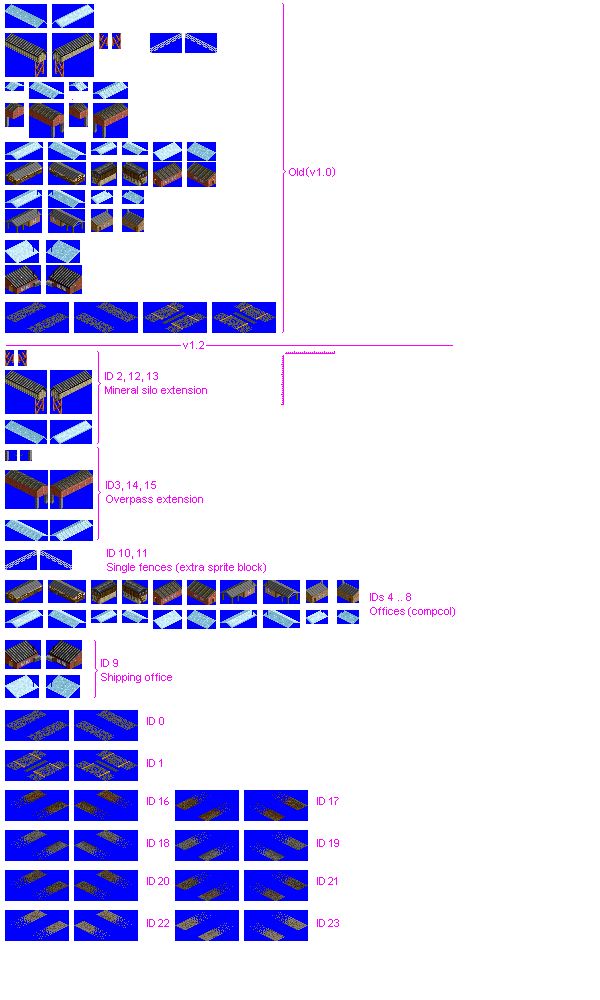 Old(v1.0)
v1.2
ID 2, 12, 13
Mineral silo extension
ID3, 14, 15
Overpass extension
ID 10, 11
Single fences (extra sprite block)
IDs 4 .. 8
Offices (compcol)
ID 9
Shipping office
ID 0
ID 1
ID 16
ID 17
ID 18
ID 19
ID 20
ID 21
ID 22
ID 23